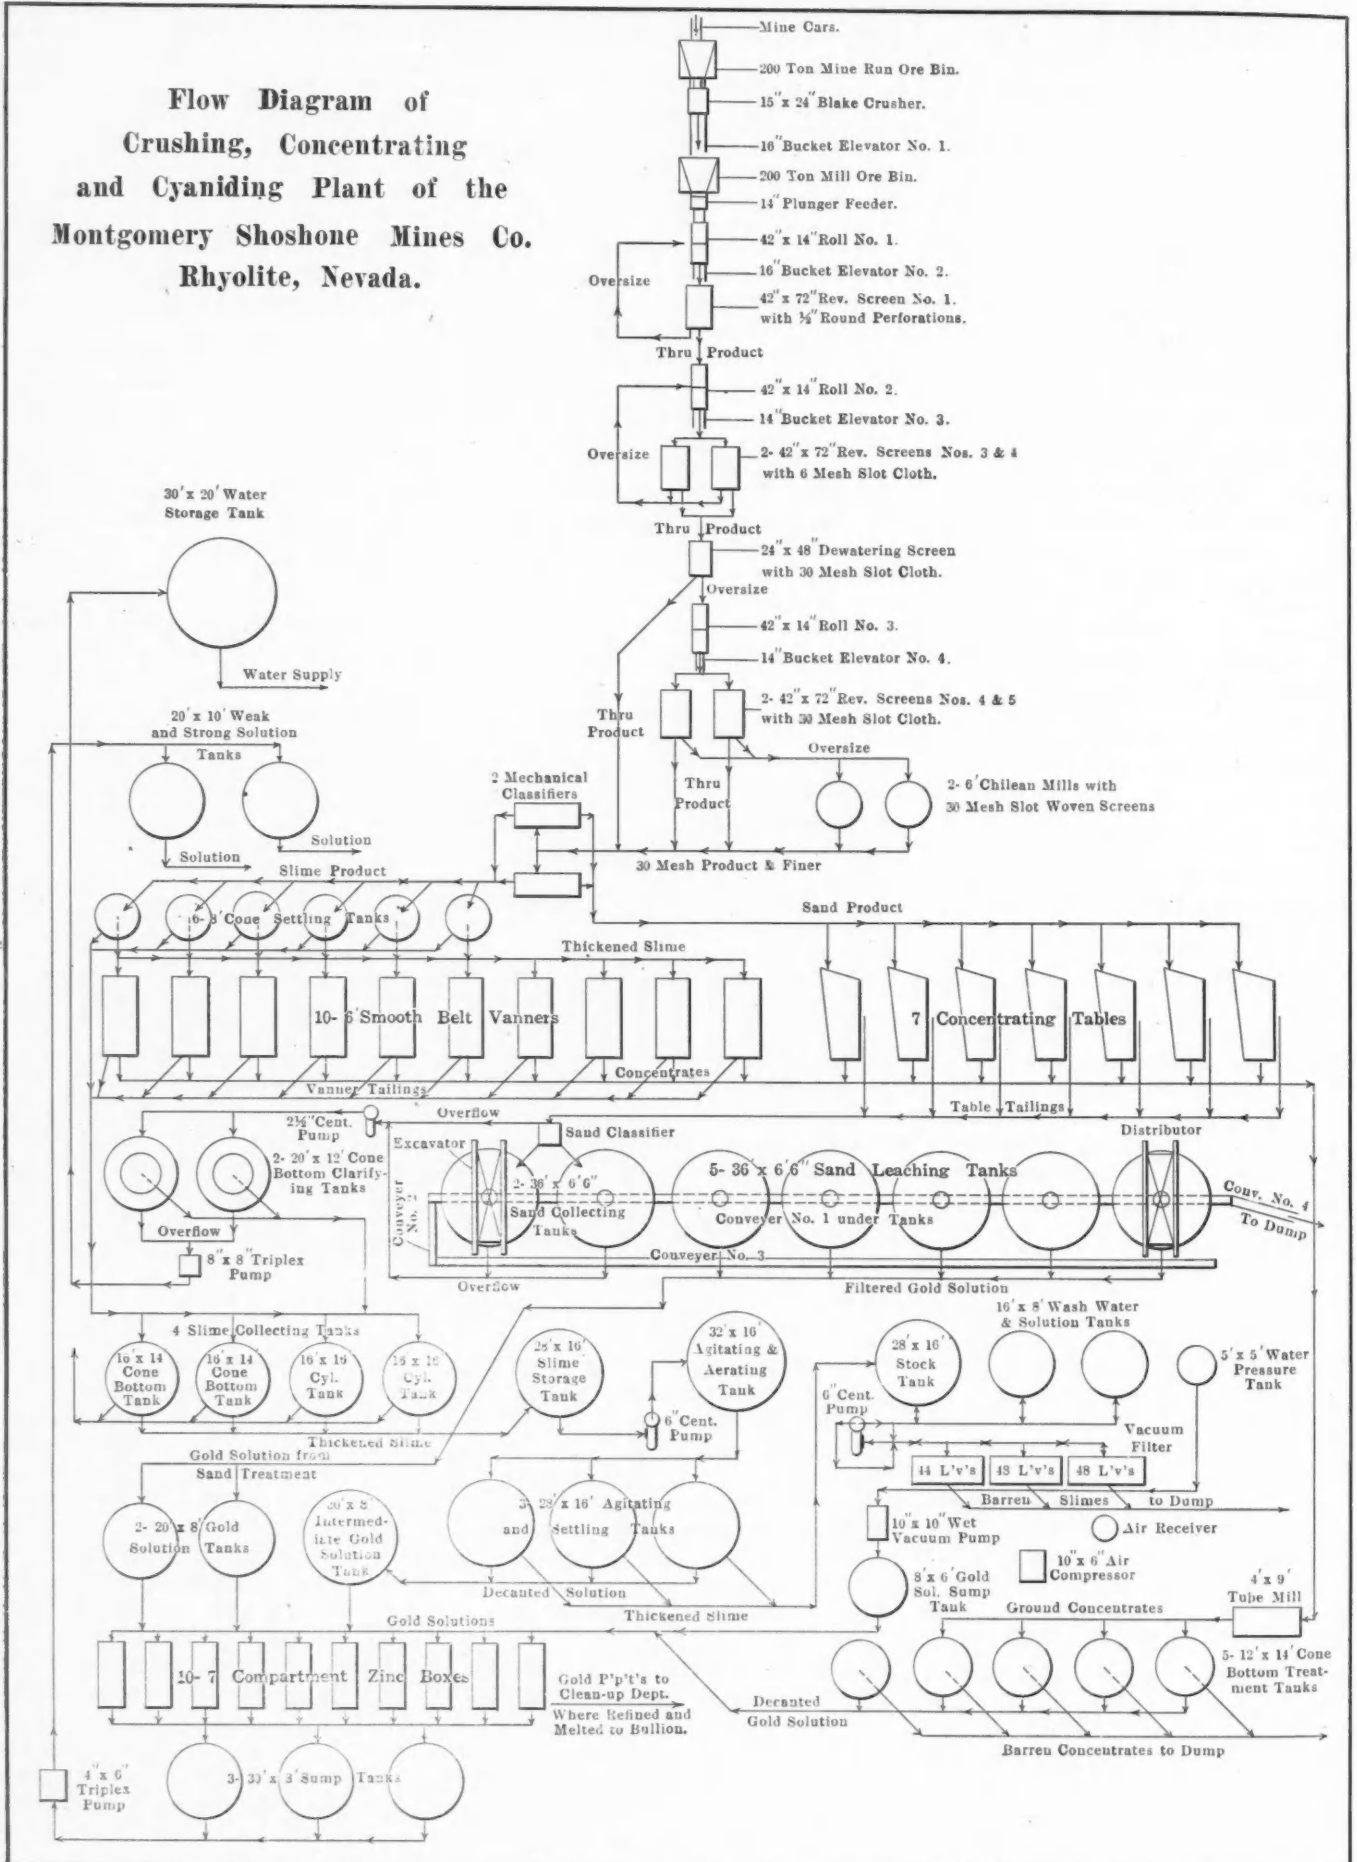 Flow Diagram of
Crushing, Concentrating
and Cyaniding Plant of the
Montgomery Shoshone Mines Co.
Rhyolite, Nevada.
Mine Cars.
200 Ton Mine Run Ore Bin.
15" x 24" Blake Crusher.
16" Bucket Elevator No. 1.
200 Ton Mill Ore Bin.
14" Plunger Feeder.
42" x 14" Roll No. 1.
16" Bucket Elevator No. 2.
Oversize
42" x 72" Rev. Screen No. 1.
with ½" Round Perforations.
Thru Product
42" x 14" Roll No. 2.
14" Bucket Elevator No. 3.
Oversize
2- 42" x 72" Rev. Screens Nos. 3 & 4
with 6 Mesh Slot Cloth.
Thru Product
24" x 48" Dewatering Screen
with 30 Mesh Slot Cloth.
Oversize
42" x 14" Roll No. 3.
14" Bucket Elevator No. 4.
Thru
Product
2- 42" x 72" Rev. Screens Nos. 4 & 5
with 30 Mesh Slot Cloth.
Oversize
Thru
Product
2- 6' Chilean Mills with
30 Mesh Slot Woven Screens
30' x 20' Water
Storage Tank
Water Supply
20' x 10' Weak
and Strong Solution
Tanks
Solution
Solution
2 Mechanical
Classifiers
30 Mesh Product & Finer
Slime Product
6- 8' Cone Settling Tanks
Sand Product
Thickened Slime
10- 6' Smooth Belt Vanners
7 Concentrating Tables
Concentrates
Vanner Tailings
Table Tailings
Overflow
2½" Cent.
Pump
Sand Classifier
Distributor
Excavator
2- 20' x 12' Cone
Bottom Clarify-
ing Tanks
5- 36' x 6'6" Sand Leaching Tanks
2- 36' x 6'6"
Sand Collecting
Tanks
Conveyer
No. 2
Conveyer No. 1 under Tanks
Conv. No. 4
To Dump
Overflow
Conveyer No. 3
8" x 8" Triplex
Pump
Overflow
Filtered Gold Solution
4 Slime Collecting Tanks
16' x 14'
Cone
Bottom
Tank
16' x 14'
Cone
Bottom
Tank
16' x 16'
Cyl.
Tank
16 x 16
Cyl.
Tank
28' x 16'
Slime
Storage
Tank
32' x 16'
Agitating &
Aerating
Tank
28' x 16'
Stock
Tank
16' x 8' Wash Water
& Solution Tanks
5' x 5' Water
Pressure
Tank
6" Cent.
Pump
6" Cent.
Pump
Vacuum
Filter
Thickened Slime
44 L'v's
48 L'v's
48 L'v's
Barren Slimes to Dump
Gold Solution from
Sand Treatment
2- 20' x 8' Gold
Solution Tanks
20' x 8'
Intermed-
iate Gold
Solution
Tank
3- 28' x 16' Agitating
and Settling Tanks
10" x 10" Wet
Vacuum Pump
Air Receiver
10" x 6" Air
Compressor
8' x 6' Gold
Sol. Sump
Tank
4' x 9'
Tube Mill
Decanted Solution
Thickened Slime
Ground Concentrates
Gold Solutions
10- 7 Compartment Zinc Boxes
Gold P'p't's to
Clean-up Dept.
Where Refined and
Melted to Bullion.
5- 12' x 14' Cone
Bottom Treat-
ment Tanks
Decanted
Gold Solution
Barren Concentrates to Dump
4" x 6"
Triplex
Pump
3- 30' x 8' Sump Tanks